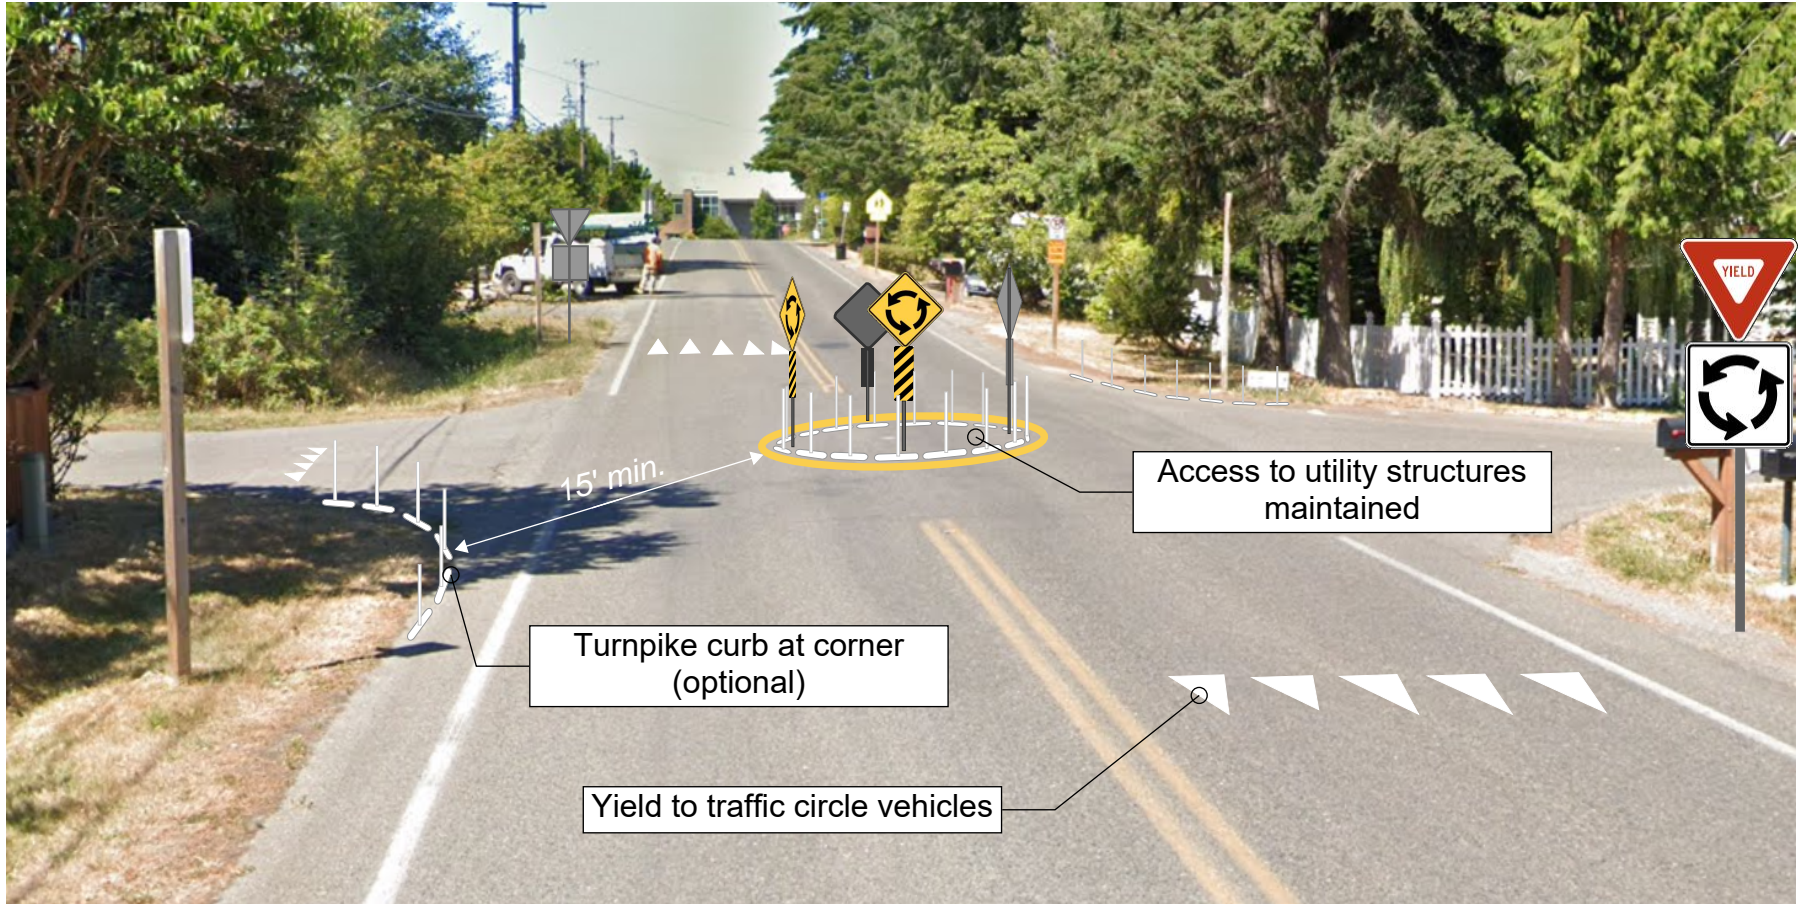 YIELD
15' min.
Access to utility structures
maintained
Turnpike curb at corner
(optional)
Yield to traffic circle vehicles